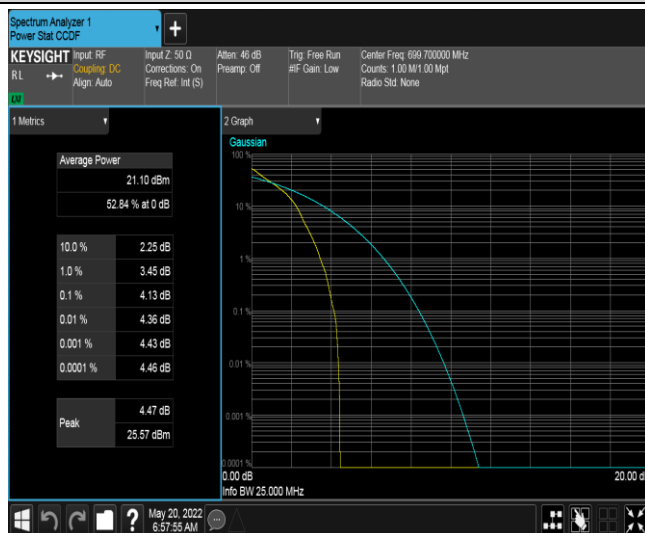 Spectrum Analyzer 1
Power Stat CCDF
KEYSIGHT
RL
LM
Input: RF
Coupling: DC
Align: Auto
Input Z: 50 Ω
Corrections: On
Freq Ref: Int (S)
Atten: 46 dB
Preamp: Off
Trig: Free Run
#IF Gain: Low
Center Freq: 699.700000 MHz
Counts: 1.00 M/1.00 Mpt
Radio Std: None
1 Metrics
Average Power
21.10 dBm
52.84 % at 0 dB
10.0 % 2.25 dB
1.0 % 3.45 dB
0.1 % 4.13 dB
0.01 % 4.36 dB
0.001 % 4.43 dB
0.0001 % 4.46 dB
Peak
4.47 dB
25.57 dBm
2 Graph
Gaussian
100 %
10 %
1 %
0.1 %
0.01 %
0.001 %
0.0001 %
0.00 dB
20.00 d
Info BW 25.000 MHz
?
May 20, 2022
6:57:55 AM